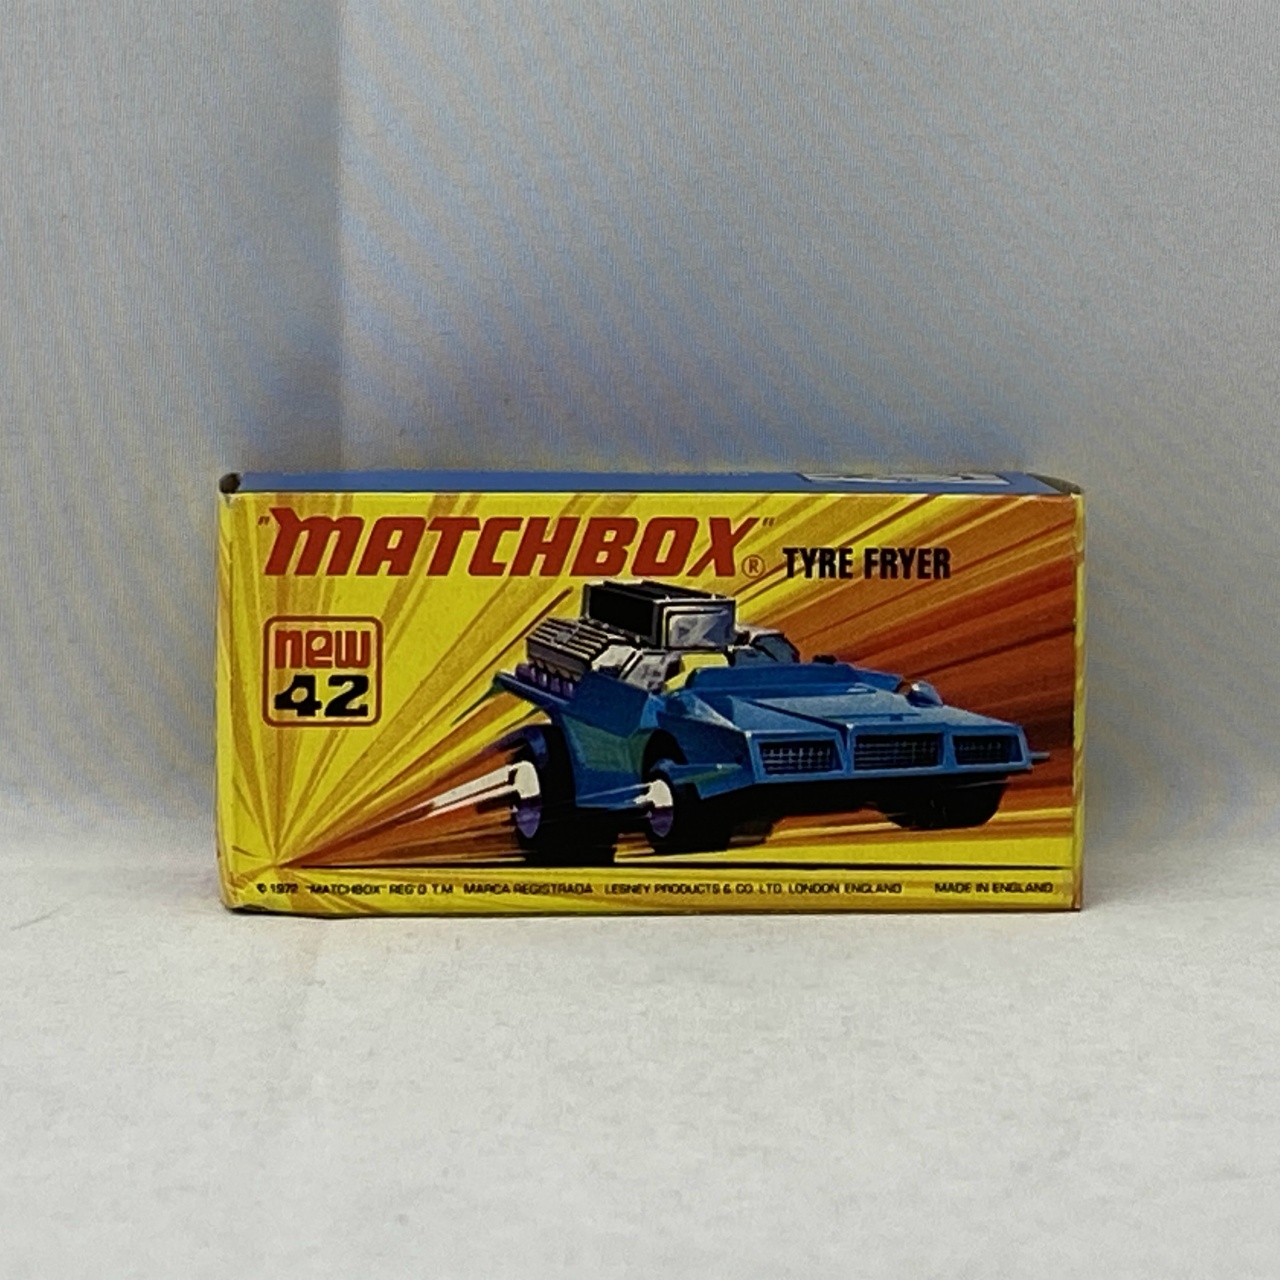 "MATCHBOX"® TYRE FRYER
new
42
© 1972 "MATCHBOX" REG'D T.M. MARCA REGISTRADA LESNEY PRODUCTS & CO. LTD. LONDON ENGLAND MADE IN ENGLAND